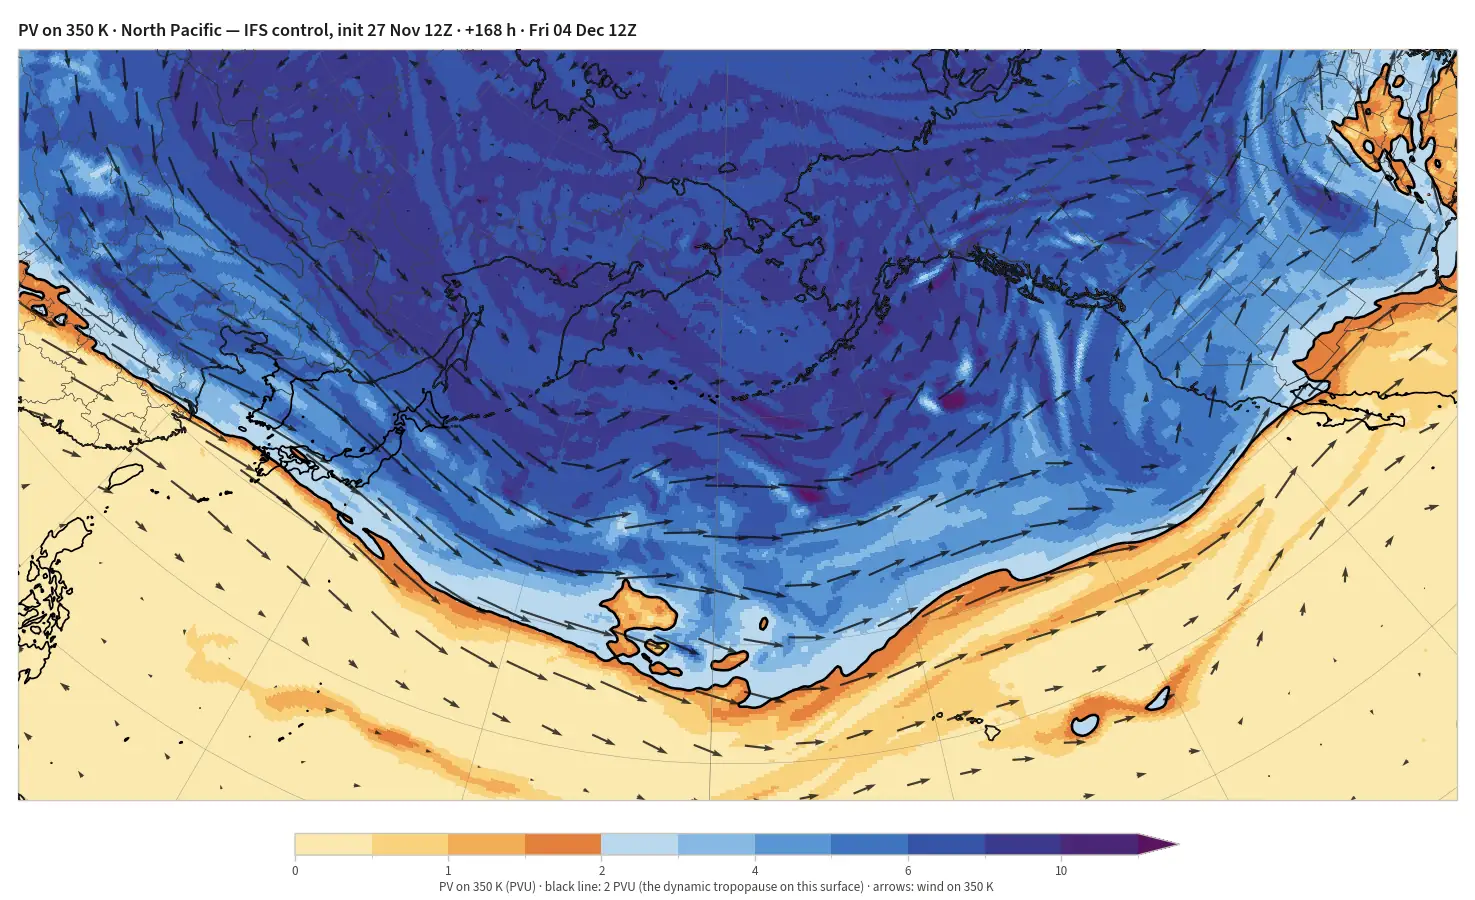 PV on 350 K · North Pacific — IFS control, init 27 Nov 12Z · +168 h · Fri 04 Dec 12Z
0 1 2 4 6 10
PV on 350 K (PVU) · black line: 2 PVU (the dynamic tropopause on this surface) · arrows: wind on 350 K